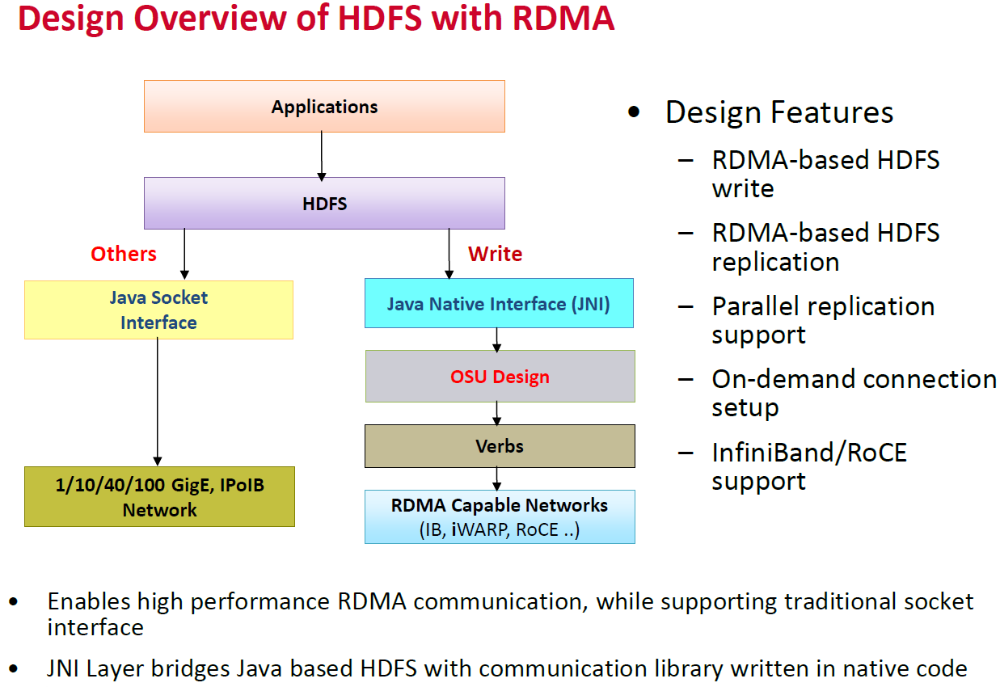 Design Overview of HDFS with RDMA
Applications
HDFS
Others
Write
Java Socket
Interface
Java Native Interface (JNI)
OSU Design
Verbs
1/10/40/100 GigE, IPoIB
Network
RDMA Capable Networks
(IB, iWARP, RoCE ..)
• Design Features
– RDMA-based HDFS
write
– RDMA-based HDFS
replication
– Parallel replication
support
– On-demand connection
setup
– InfiniBand/RoCE
support
• Enables high performance RDMA communication, while supporting traditional socket
interface
• JNI Layer bridges Java based HDFS with communication library written in native code